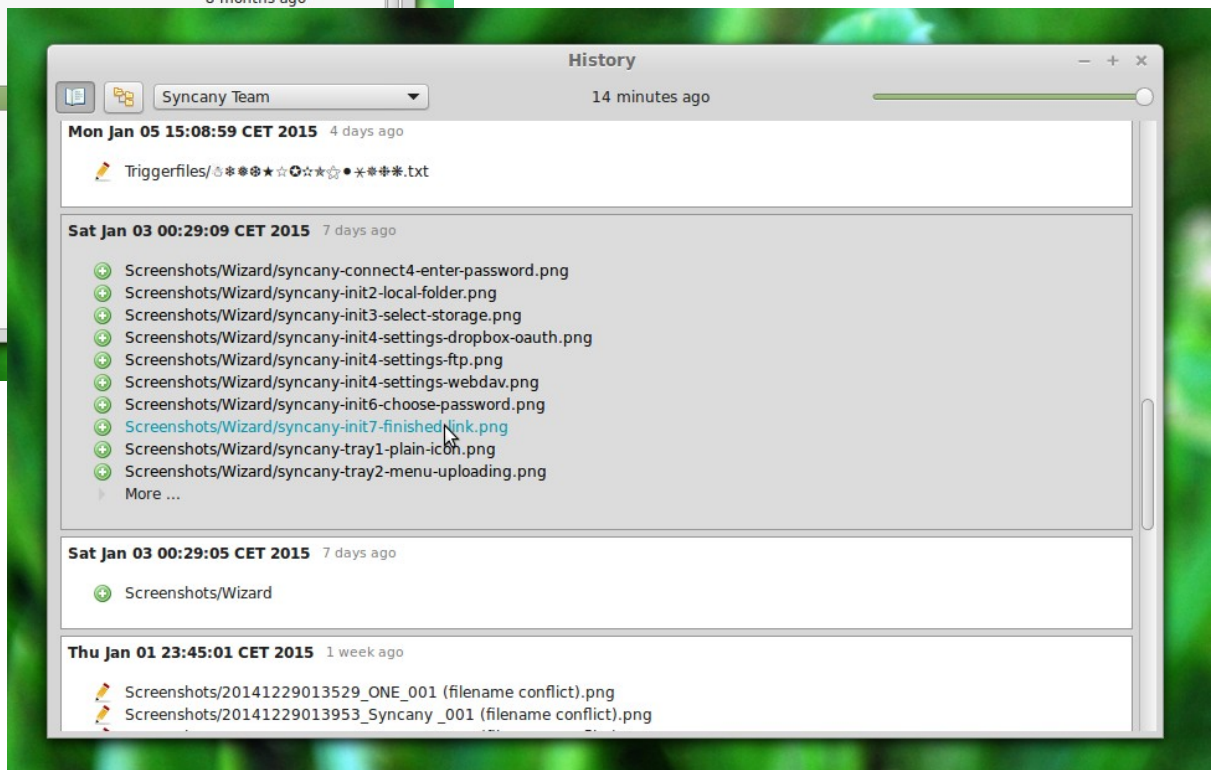 8 months ago
History
Syncany Team
14 minutes ago
Mon Jan 05 15:08:59 CET 2015 4 days ago
Triggerfiles/☃❄❅❆★☆✪✫✯⚝⚫⚹✵❉❋.txt
Sat Jan 03 00:29:09 CET 2015 7 days ago
Screenshots/Wizard/syncany-connect4-enter-password.png
Screenshots/Wizard/syncany-init2-local-folder.png
Screenshots/Wizard/syncany-init3-select-storage.png
Screenshots/Wizard/syncany-init4-settings-dropbox-oauth.png
Screenshots/Wizard/syncany-init4-settings-ftp.png
Screenshots/Wizard/syncany-init4-settings-webdav.png
Screenshots/Wizard/syncany-init6-choose-password.png
Screenshots/Wizard/syncany-init7-finished-link.png
Screenshots/Wizard/syncany-tray1-plain-icon.png
Screenshots/Wizard/syncany-tray2-menu-uploading.png
More ...
Sat Jan 03 00:29:05 CET 2015 7 days ago
Screenshots/Wizard
Thu Jan 01 23:45:01 CET 2015 1 week ago
Screenshots/20141229013529_ONE_001 (filename conflict).png
Screenshots/20141229013953_Syncany _001 (filename conflict).png